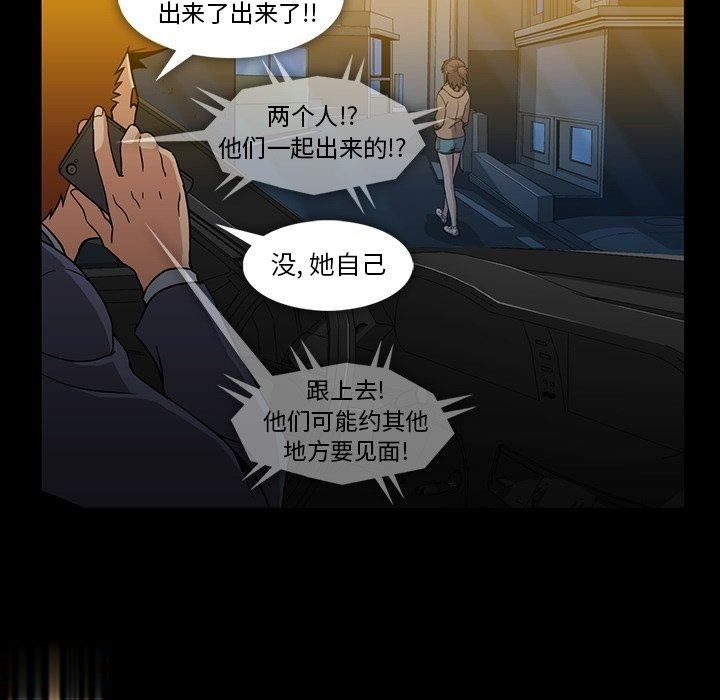 出来了出来了!!
两个人!?
他们一起出来的!?
没, 她自己
跟上去!
他们可能约其他
地方要见面!